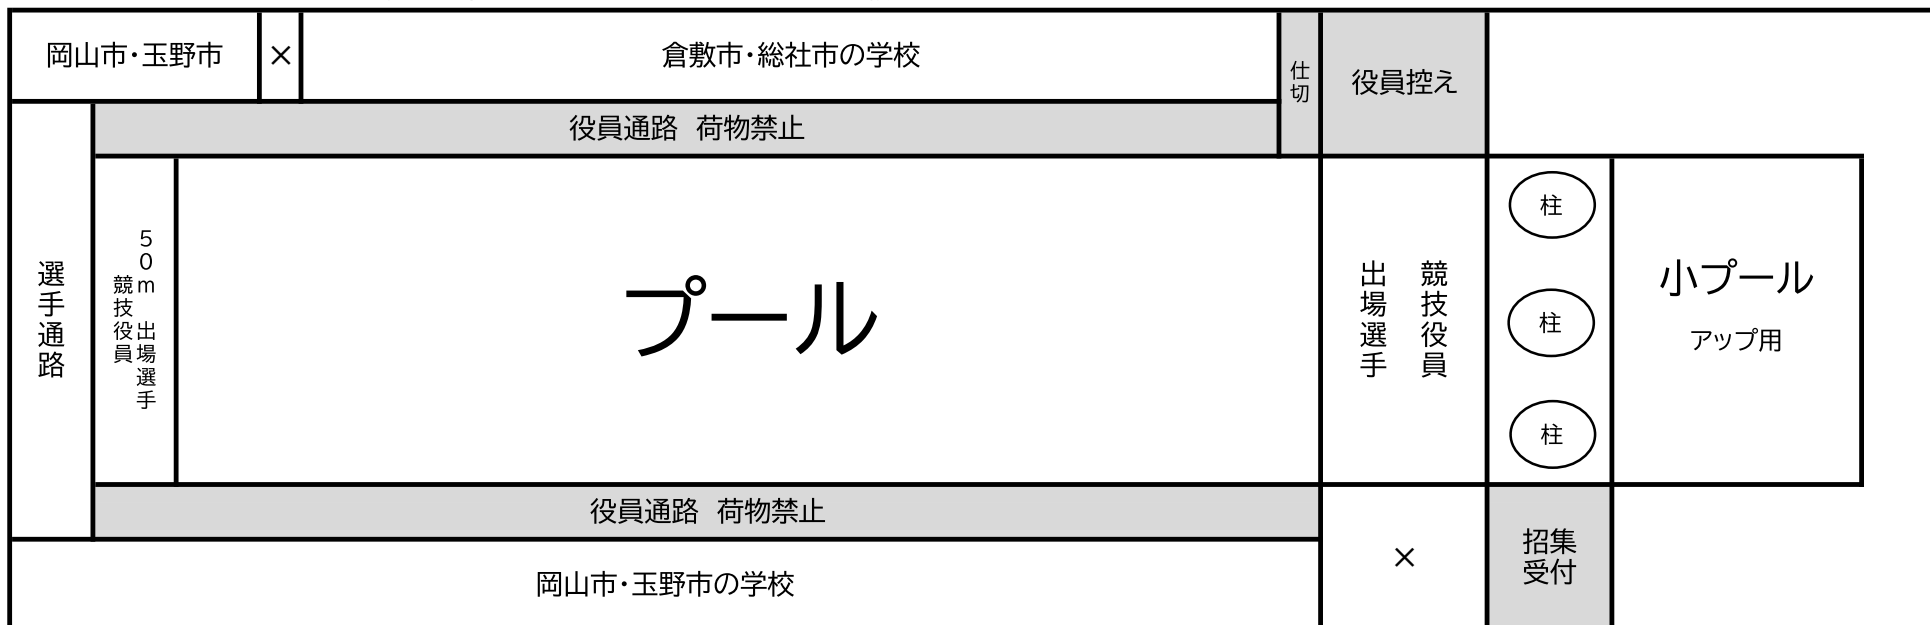 岡山市・玉野市
×
倉敷市・総社市の学校
仕切
役員控え
役員通路　荷物禁止
選手通路
５０ｍ　出場選手
競技役員
プール
出場選手
競技役員
柱
柱
柱
小プール
アップ用
役員通路　荷物禁止
岡山市・玉野市の学校
×
招集
受付